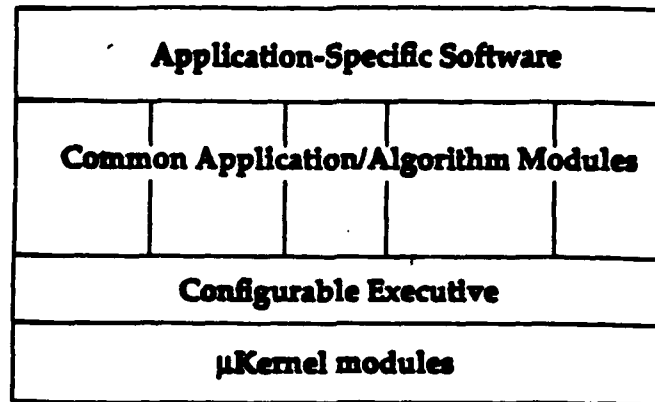 Application-Specific Software
Common Application/Algorithm Modules
Configurable Executive
μKernel modules